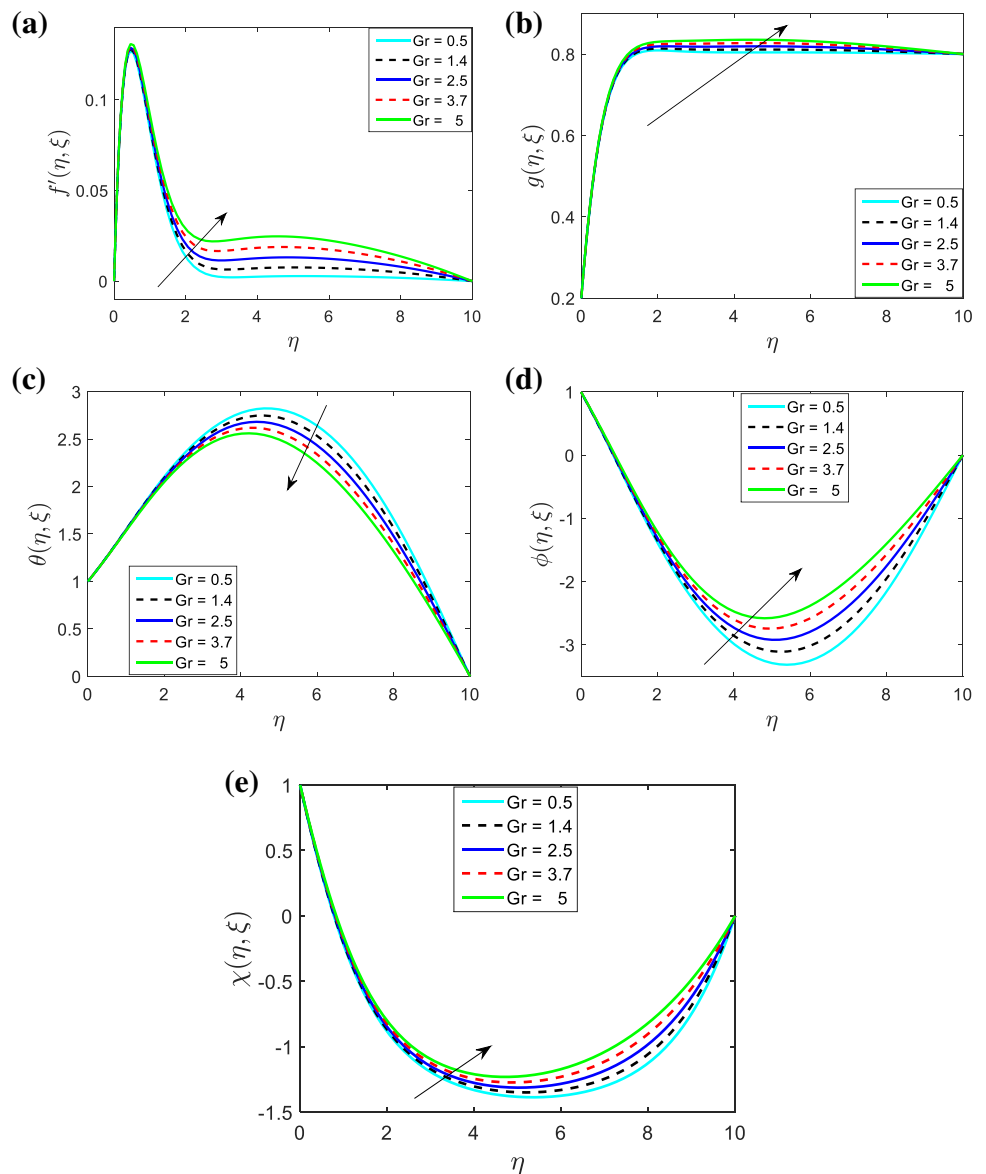 (a)
0.1
0.05
0
f′(η, ξ)
0 2 4 6 8 10
η
Gr = 0.5
Gr = 1.4
Gr = 2.5
Gr = 3.7
Gr = 5
(b)
1
0.8
0.6
0.4
0.2
g(η, ξ)
0 2 4 6 8 10
η
Gr = 0.5
Gr = 1.4
Gr = 2.5
Gr = 3.7
Gr = 5
(c)
3
2.5
2
1.5
1
0.5
0
θ(η, ξ)
0 2 4 6 8 10
η
Gr = 0.5
Gr = 1.4
Gr = 2.5
Gr = 3.7
Gr = 5
(d)
1
0
-1
-2
-3
ϕ(η, ξ)
0 2 4 6 8 10
η
Gr = 0.5
Gr = 1.4
Gr = 2.5
Gr = 3.7
Gr = 5
(e)
1
0.5
0
-0.5
-1
-1.5
χ(η, ξ)
0 2 4 6 8 10
η
Gr = 0.5
Gr = 1.4
Gr = 2.5
Gr = 3.7
Gr = 5